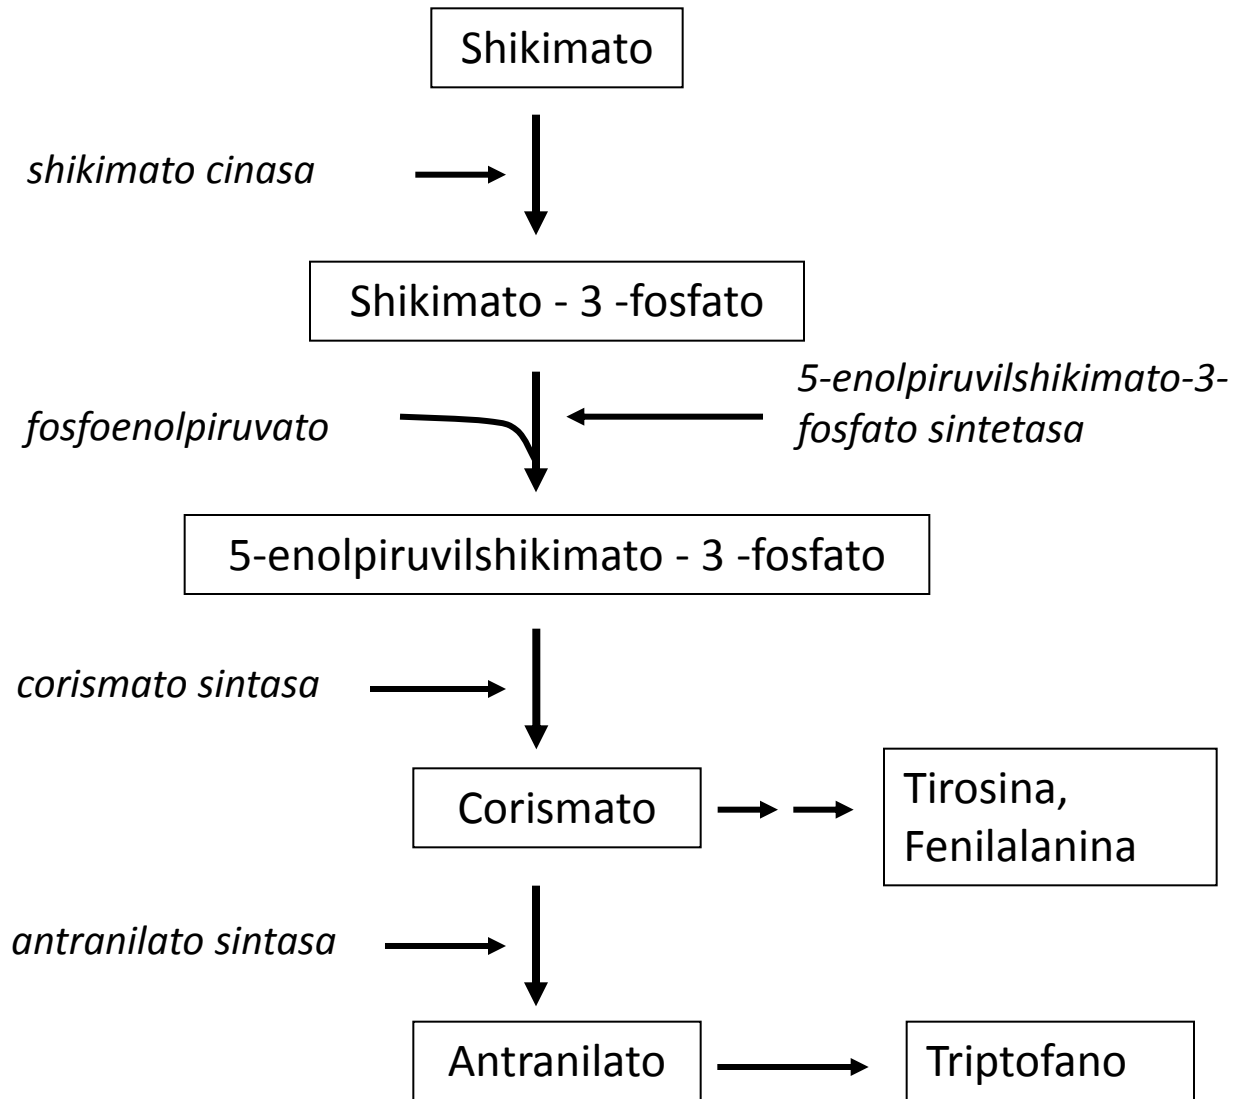 Shikimato
shikimato cinasa
Shikimato - 3 -fosfato
fosfoenolpiruvato
5-enolpiruvilshikimato-3-
fosfato sintetasa
5-enolpiruvilshikimato - 3 -fosfato
corismato sintasa
Corismato
Tirosina,
Fenilalanina
antranilato sintasa
Antranilato
Triptofano